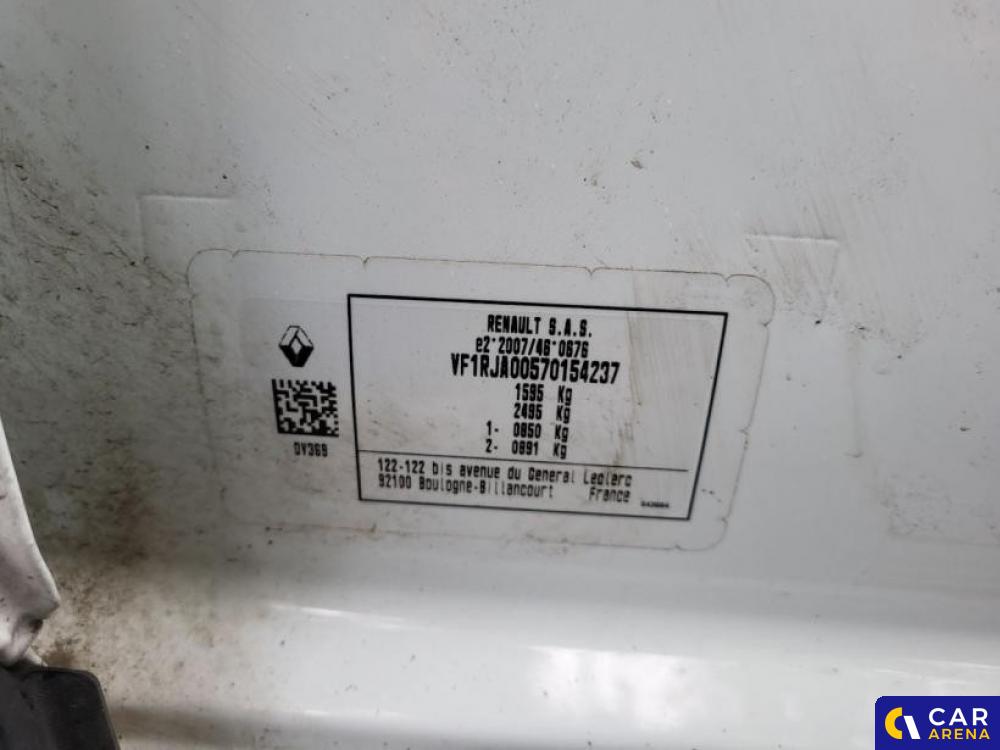 RENAULT S.A.S.
e2*2007/46*0676
VF1RJA00570154237
1595 Kg
2495 Kg
1- 0850 Kg
2- 0891 Kg
DV369
122-122 bis avenue du General Leclerc
92100 Boulogne-Billancourt France
CAR
ARENA